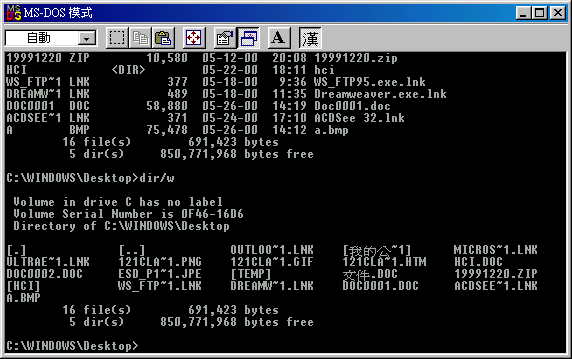 MS-DOS 模式
自動 A 漢
19991220 ZIP 10,580 05-12-00 20:08 19991220.zip
HCI <DIR> 05-22-00 18:11 hci
WS_FTP~1 LNK 377 05-18-00 9:36 WS_FTP95.exe.lnk
DREAMW~1 LNK 489 05-18-00 11:35 Dreamweaver.exe.lnk
DOC0001 DOC 58,880 05-26-00 14:19 Doc0001.doc
ACDSEE~1 LNK 371 05-24-00 17:10 ACDSee 32.lnk
A BMP 75,478 05-26-00 14:12 a.bmp
16 file(s) 691,423 bytes
5 dir(s) 850,771,968 bytes free
C:\WINDOWS\Desktop>dir/w
Volume in drive C has no label
Volume Serial Number is 0F46-16D6
Directory of C:\WINDOWS\Desktop
[.] [..] OUTLOO~1.LNK [我的公~1] MICROS~1.LNK
ULTRAE~1.LNK 121CLA~1.PNG 121CLA~1.GIF 121CLA~1.HTM HCI.DOC
DOC0002.DOC ESD_P1~1.JPE [TEMP] 文件.DOC 19991220.ZIP
[HCI] WS_FTP~1.LNK DREAMW~1.LNK DOC0001.DOC ACDSEE~1.LNK
A.BMP
16 file(s) 691,423 bytes
5 dir(s) 850,771,968 bytes free
C:\WINDOWS\Desktop>